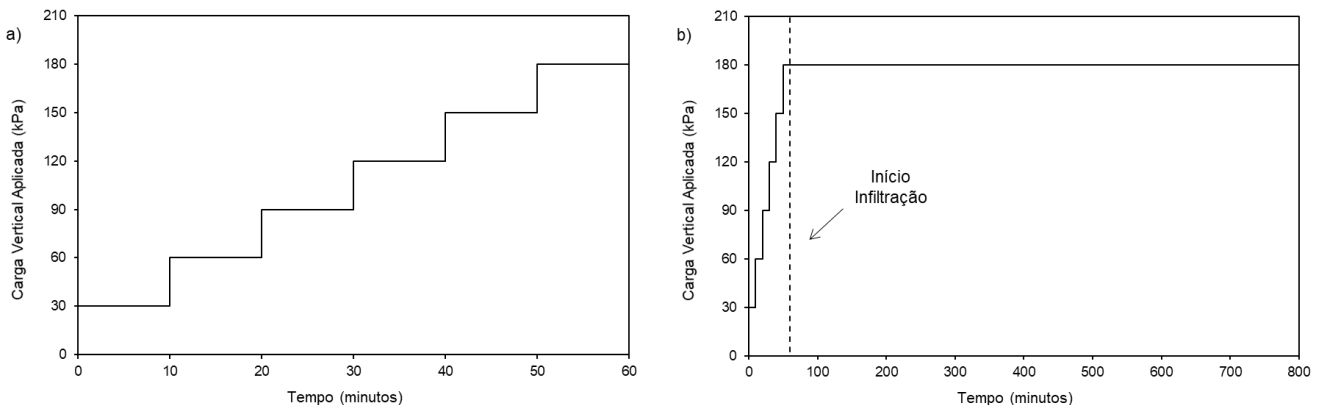 a)
210
180
150
120
90
60
30
0
Carga Vertical Aplicada (kPa)
0 10 20 30 40 50 60
Tempo (minutos)
b)
210
180
150
120
90
60
30
0
Carga Vertical Aplicada (kPa)
Início
Infiltração
0 100 200 300 400 500 600 700 800
Tempo (minutos)